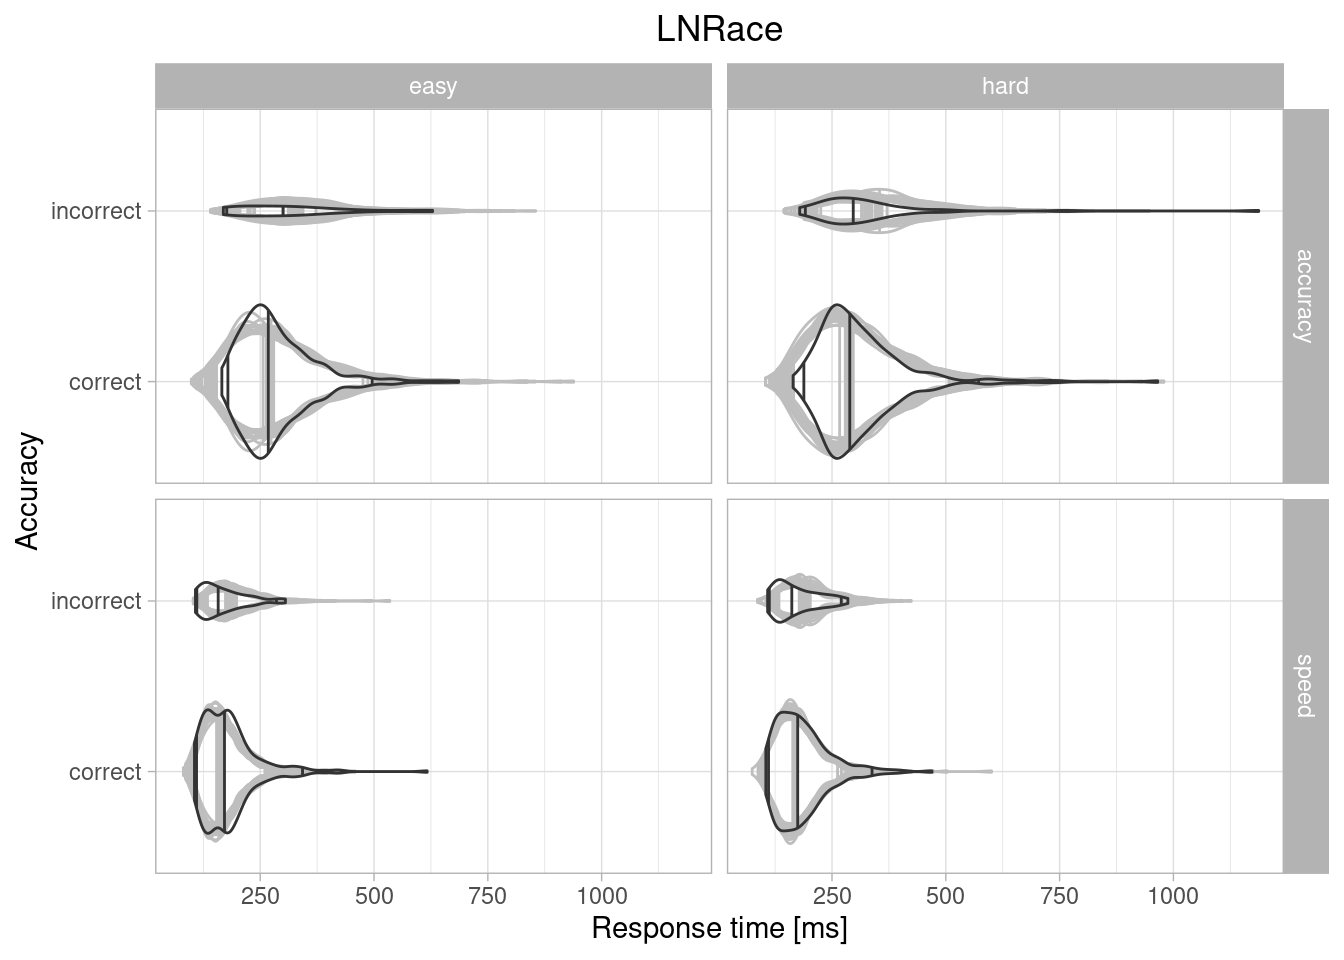 LNRace
easy
hard
incorrect
correct
accuracy
Accuracy
incorrect
correct
speed
250
500
750
1000
250
500
750
1000
Response time [ms]